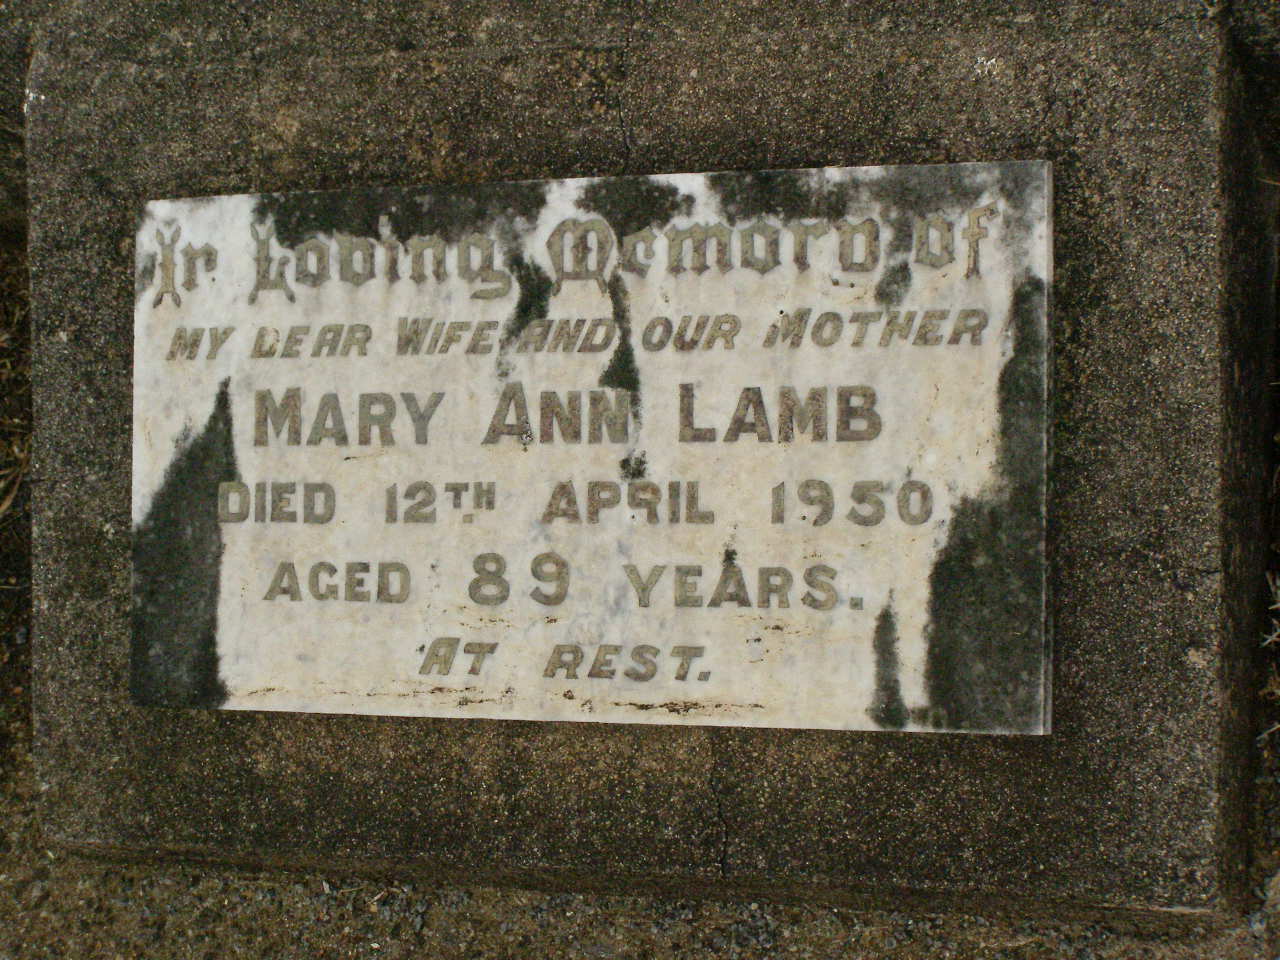 In Loving Memory of
MY DEAR WIFE AND OUR MOTHER
MARY ANN LAMB
DIED 12TH APRIL 1950
AGED 89 YEARS.
AT REST.